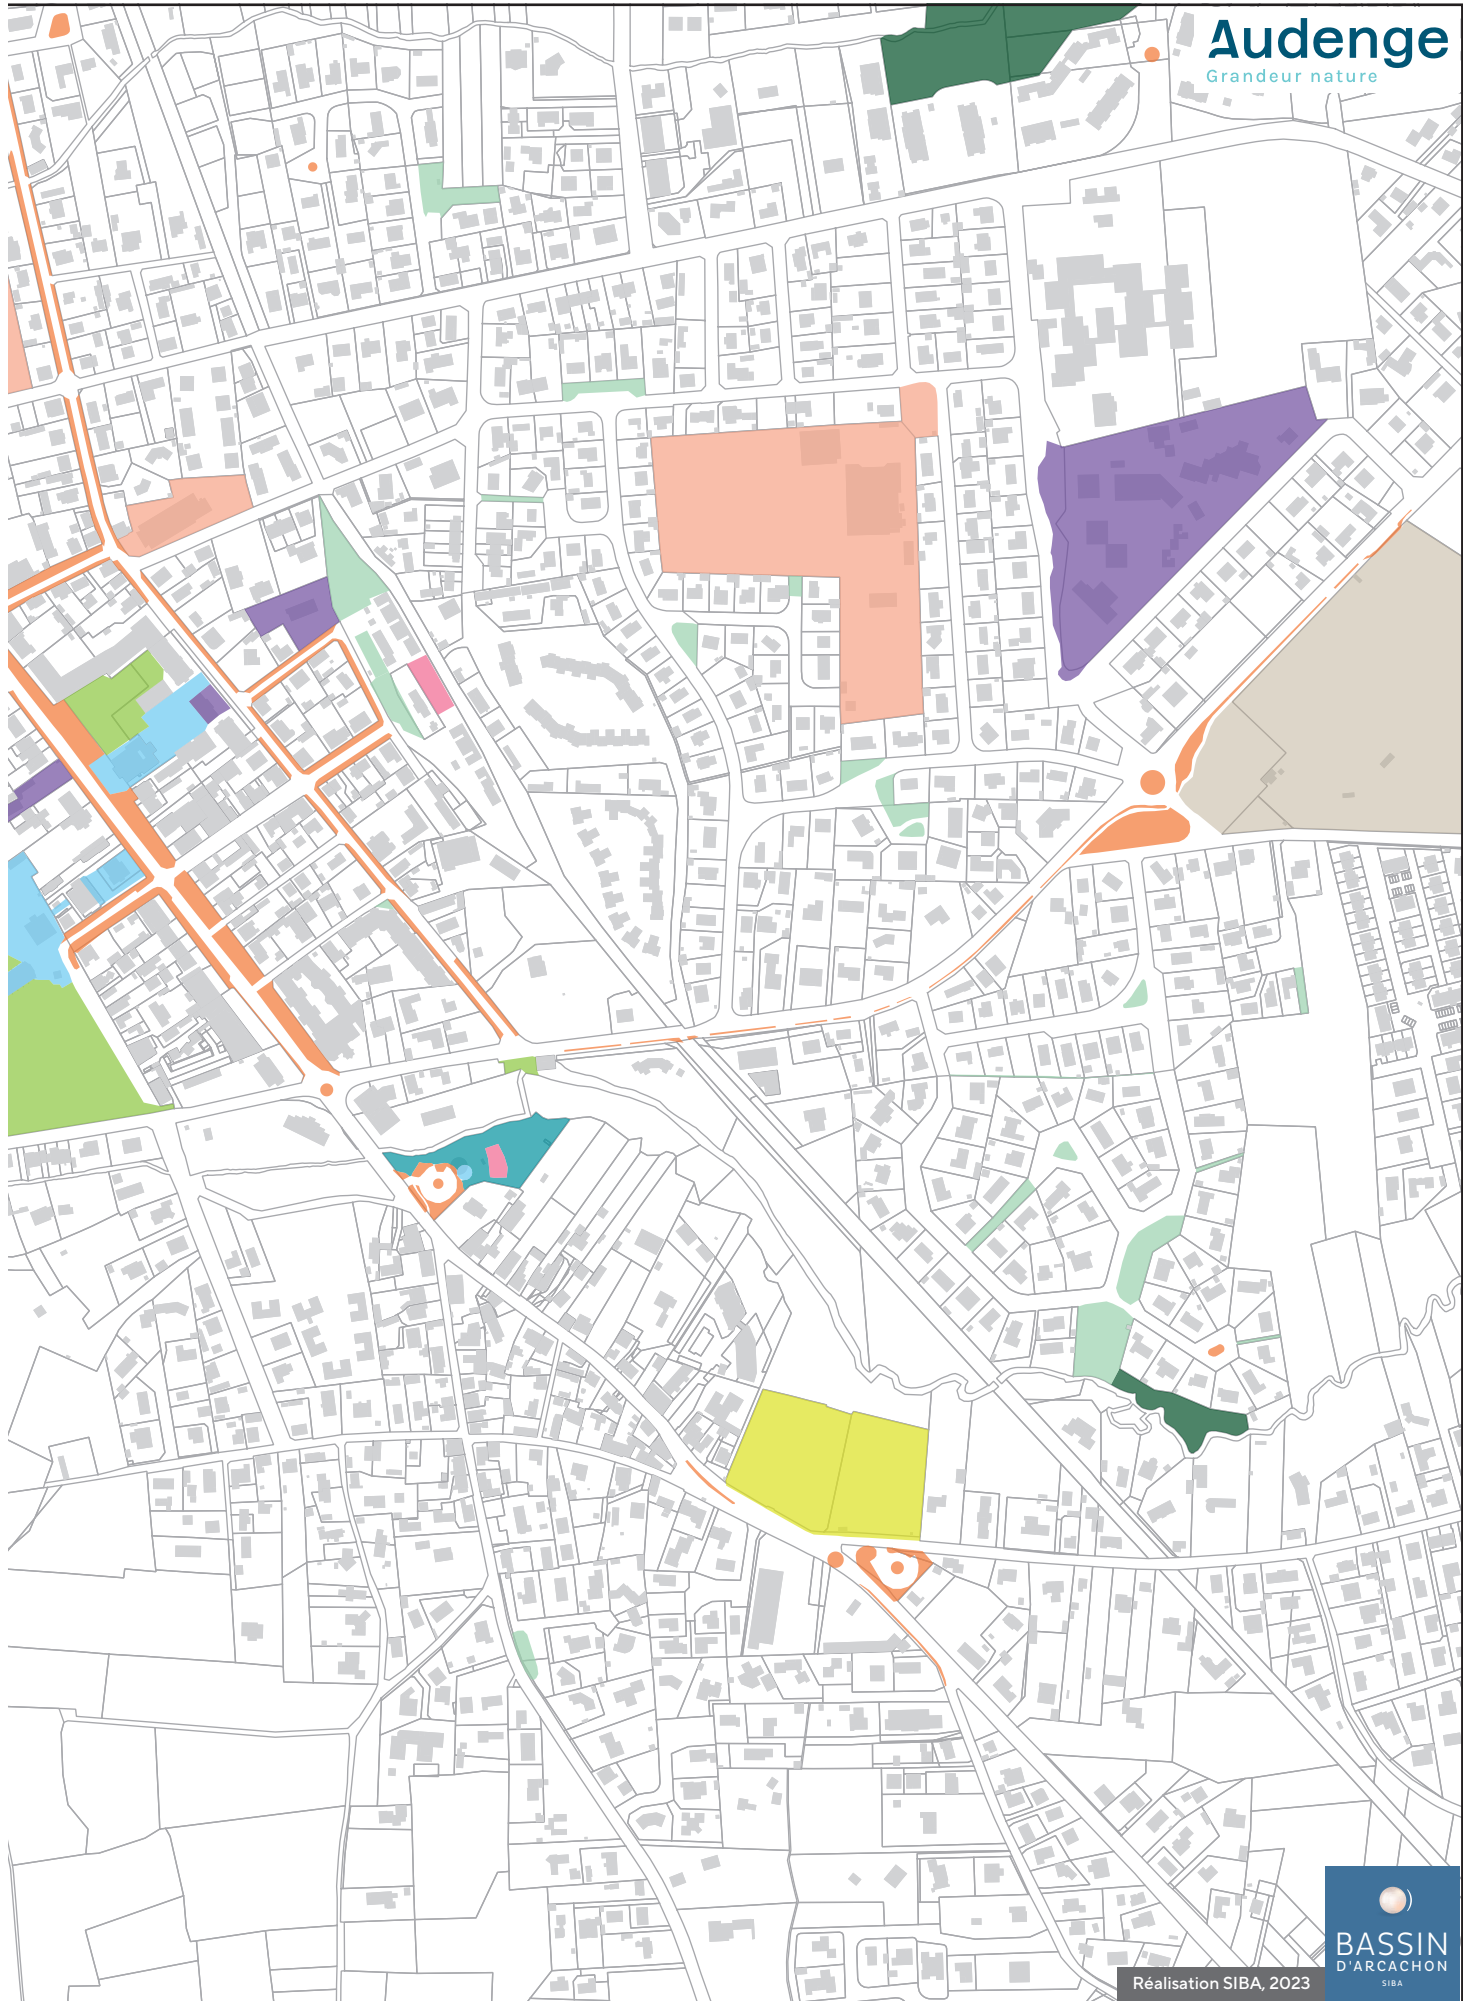 Audenge
Grandeur nature
BASSIN
D'ARCACHON
SIBA
Réalisation SIBA, 2023